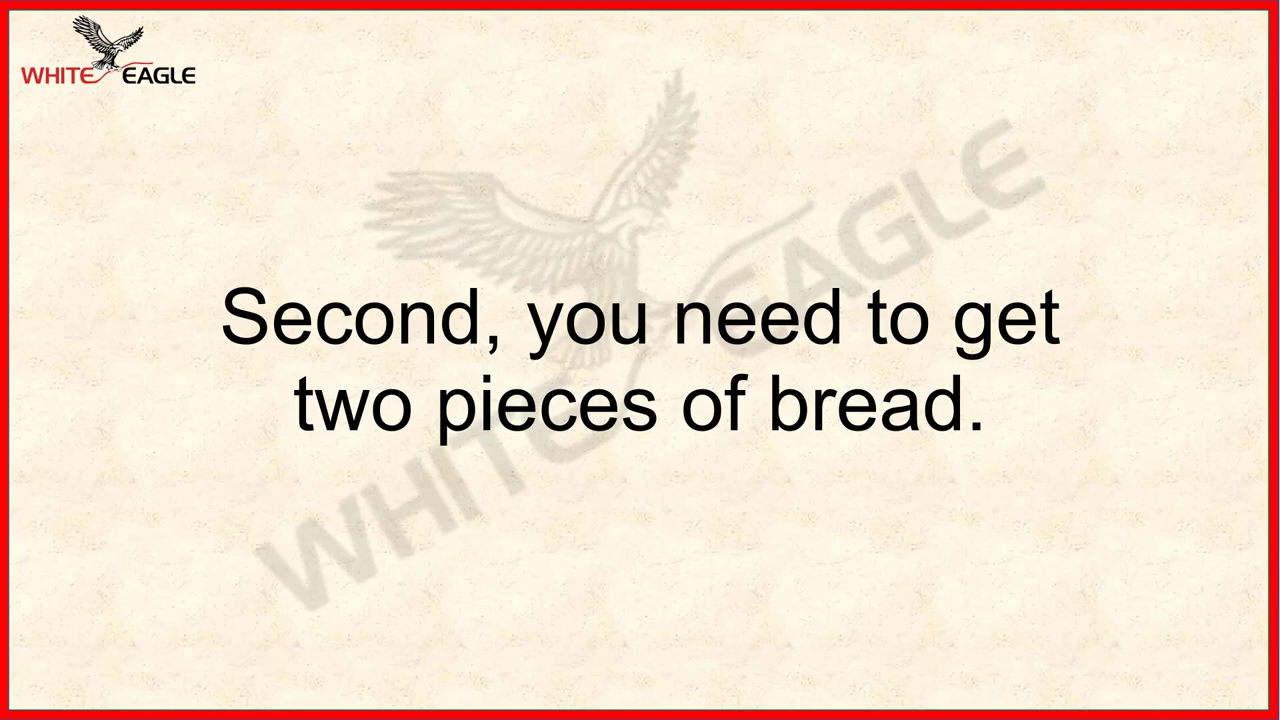 WHITE EAGLE
WHITE EAGLE
Second, you need to get
two pieces of bread.